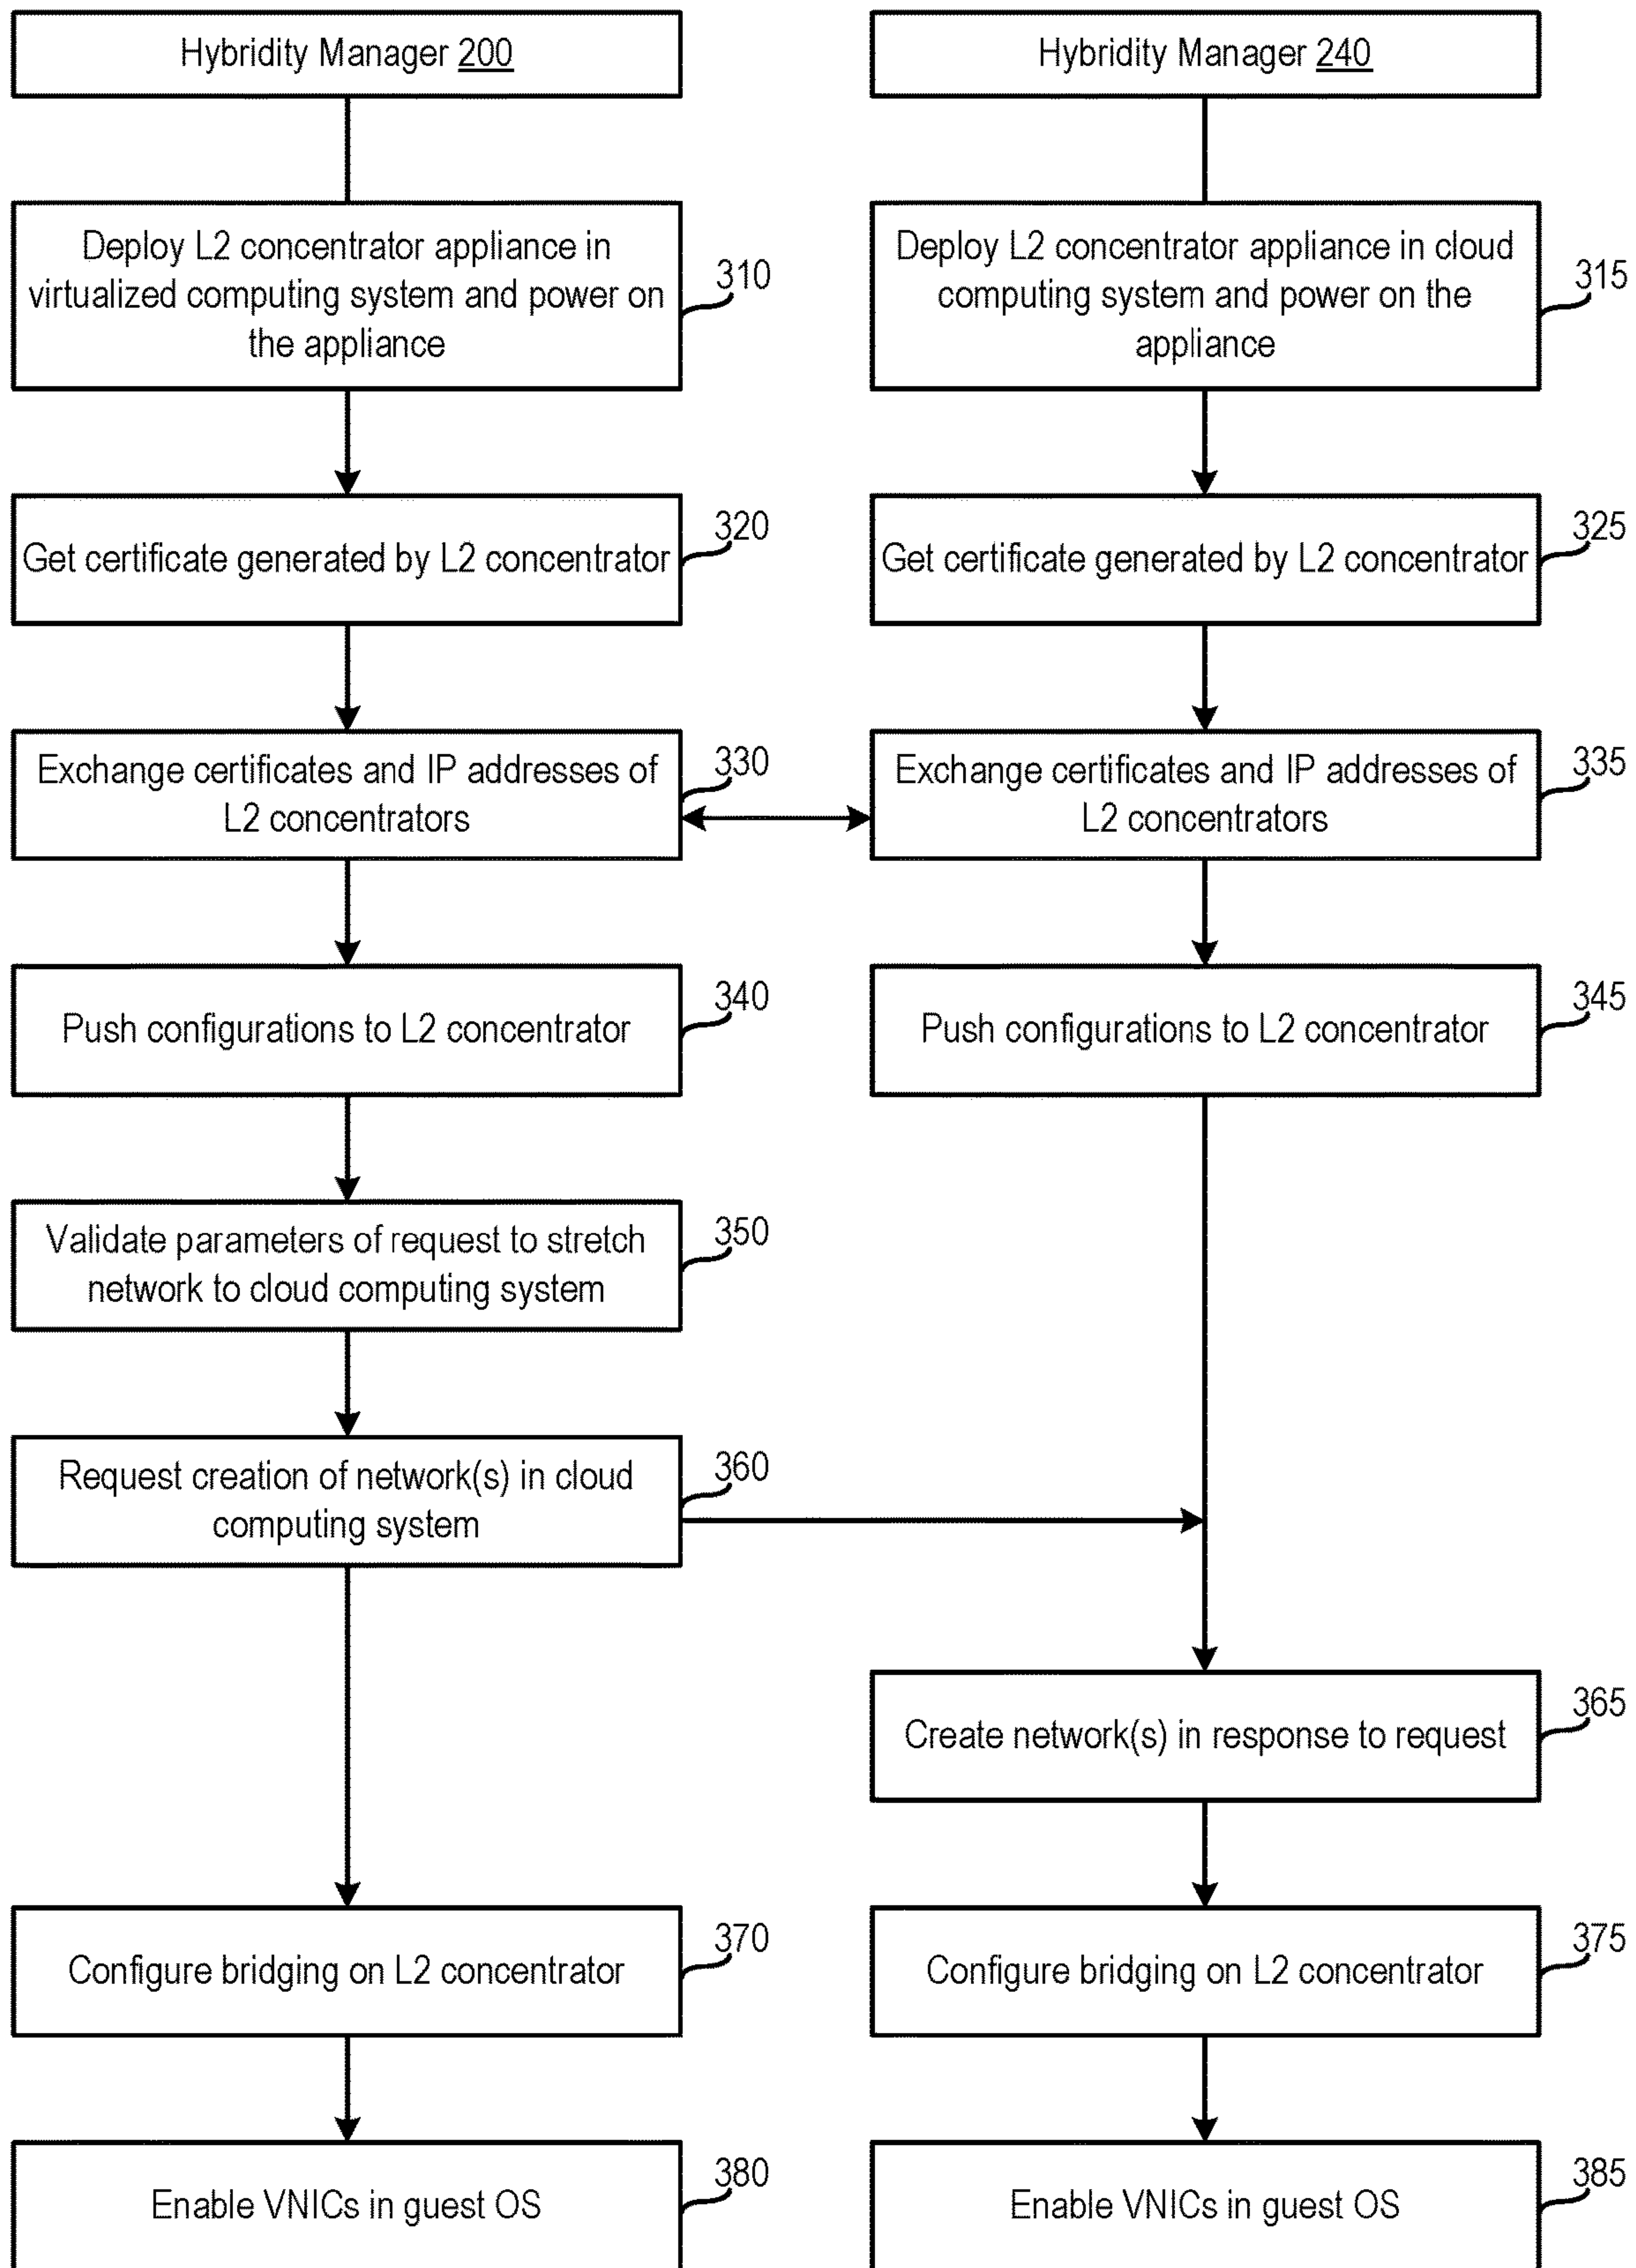 Hybridity Manager 200
Hybridity Manager 240
Deploy L2 concentrator appliance in
virtualized computing system and power on
the appliance
310
Deploy L2 concentrator appliance in cloud
computing system and power on the
appliance
315
Get certificate generated by L2 concentrator
320
Get certificate generated by L2 concentrator
325
Exchange certificates and IP addresses of
L2 concentrators
330
Exchange certificates and IP addresses of
L2 concentrators
335
Push configurations to L2 concentrator
340
Push configurations to L2 concentrator
345
Validate parameters of request to stretch
network to cloud computing system
350
Request creation of network(s) in cloud
computing system
360
Create network(s) in response to request
365
Configure bridging on L2 concentrator
370
Configure bridging on L2 concentrator
375
Enable VNICs in guest OS
380
Enable VNICs in guest OS
385